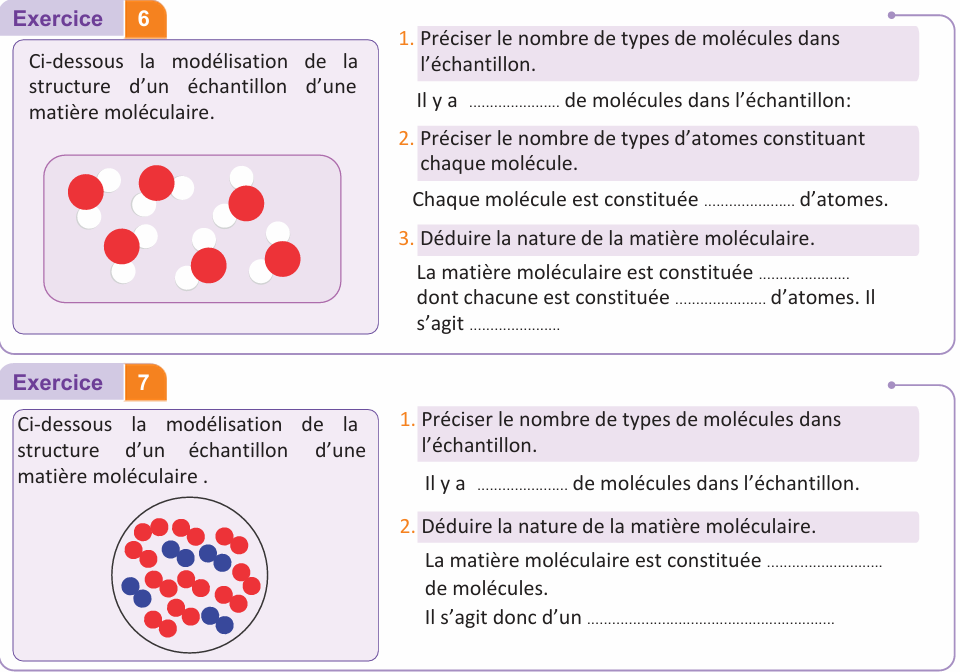 Exercice 6
Ci-dessous la modélisation de la
structure d’un échantillon d’une
matière moléculaire.
1. Préciser le nombre de types de molécules dans
l’échantillon.
Il y a ...................... de molécules dans l’échantillon:
2. Préciser le nombre de types d’atomes constituant
chaque molécule.
Chaque molécule est constituée ...................... d’atomes.
3. Déduire la nature de la matière moléculaire.
La matière moléculaire est constituée ......................
dont chacune est constituée ...................... d’atomes. Il
s’agit ......................
Exercice 7
Ci-dessous la modélisation de la
structure d’un échantillon d’une
matière moléculaire .
1. Préciser le nombre de types de molécules dans
l’échantillon.
Il y a ...................... de molécules dans l’échantillon.
2. Déduire la nature de la matière moléculaire.
La matière moléculaire est constituée ............................
de molécules.
Il s’agit donc d’un ............................................................